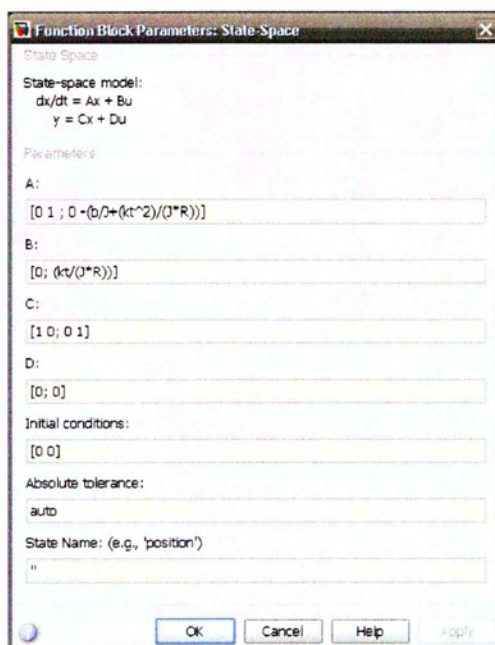 Function Block Parameters: State-Space
State Space
State-space model:
dx/dt = Ax + Bu
y = Cx + Du
Parameters
A:
[0 1 ; 0 -(b/J+(kt^2)/(J*R))]
B:
[0; (kt/(J*R))]
C:
[1 0; 0 1]
D:
[0; 0]
Initial conditions:
[0 0]
Absolute tolerance:
auto
State Name: (e.g., 'position')
''
OK Cancel Help Apply